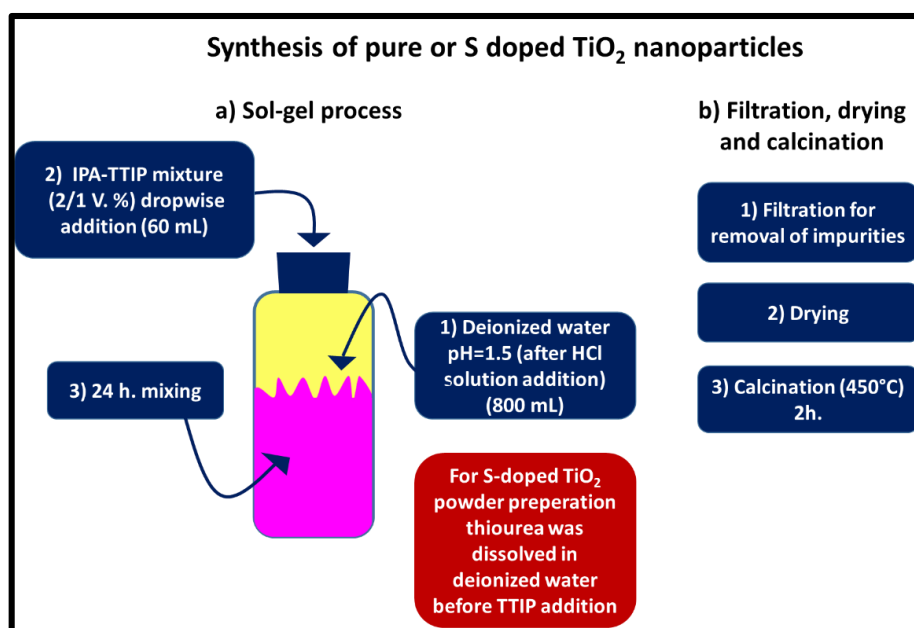 Synthesis of pure or S doped TiO₂ nanoparticles
a) Sol-gel process
2) IPA-TTIP mixture
(2/1 V. %) dropwise
addition (60 mL)
1) Deionized water
pH=1.5 (after HCl
solution addition)
(800 mL)
3) 24 h. mixing
For S-doped TiO₂
powder preperation
thiourea was
dissolved in
deionized water
before TTIP addition
b) Filtration, drying
and calcination
1) Filtration for
removal of impurities
2) Drying
3) Calcination (450°C)
2h.